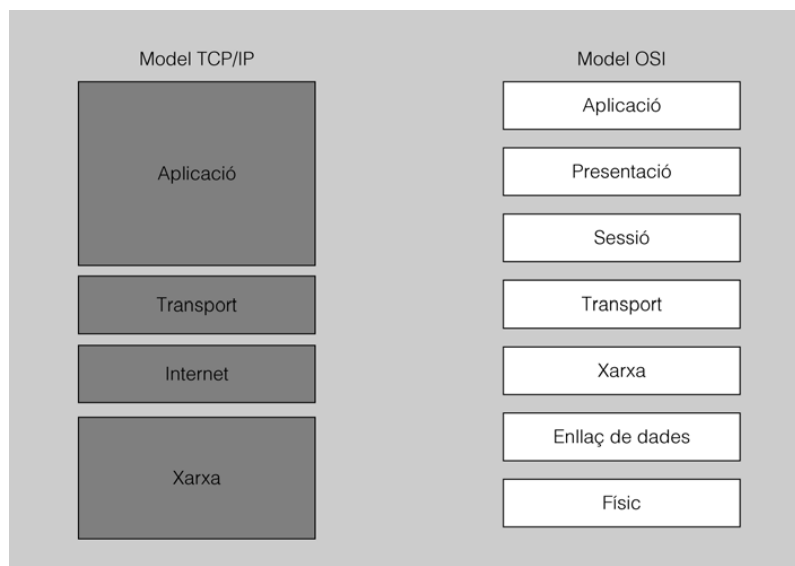 Model TCP/IP
Aplicació
Transport
Internet
Xarxa
Model OSI
Aplicació
Presentació
Sessió
Transport
Xarxa
Enllaç de dades
Físic